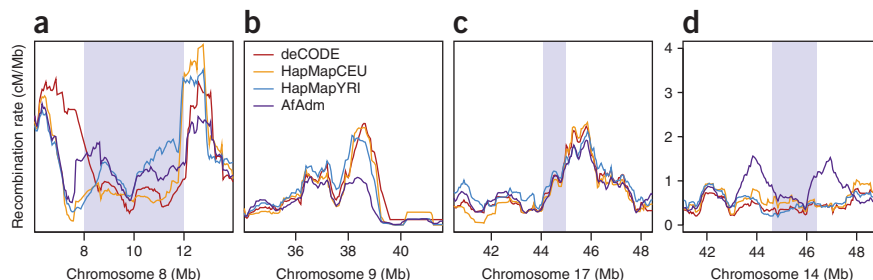 a b c d
Recombination rate (cM/Mb)
deCODE
HapMapCEU
HapMapYRI
AfAdm
4
3
2
1
0
8 10 12
36 38 40
42 44 46 48
42 44 46 48
Chromosome 8 (Mb)
Chromosome 9 (Mb)
Chromosome 17 (Mb)
Chromosome 14 (Mb)